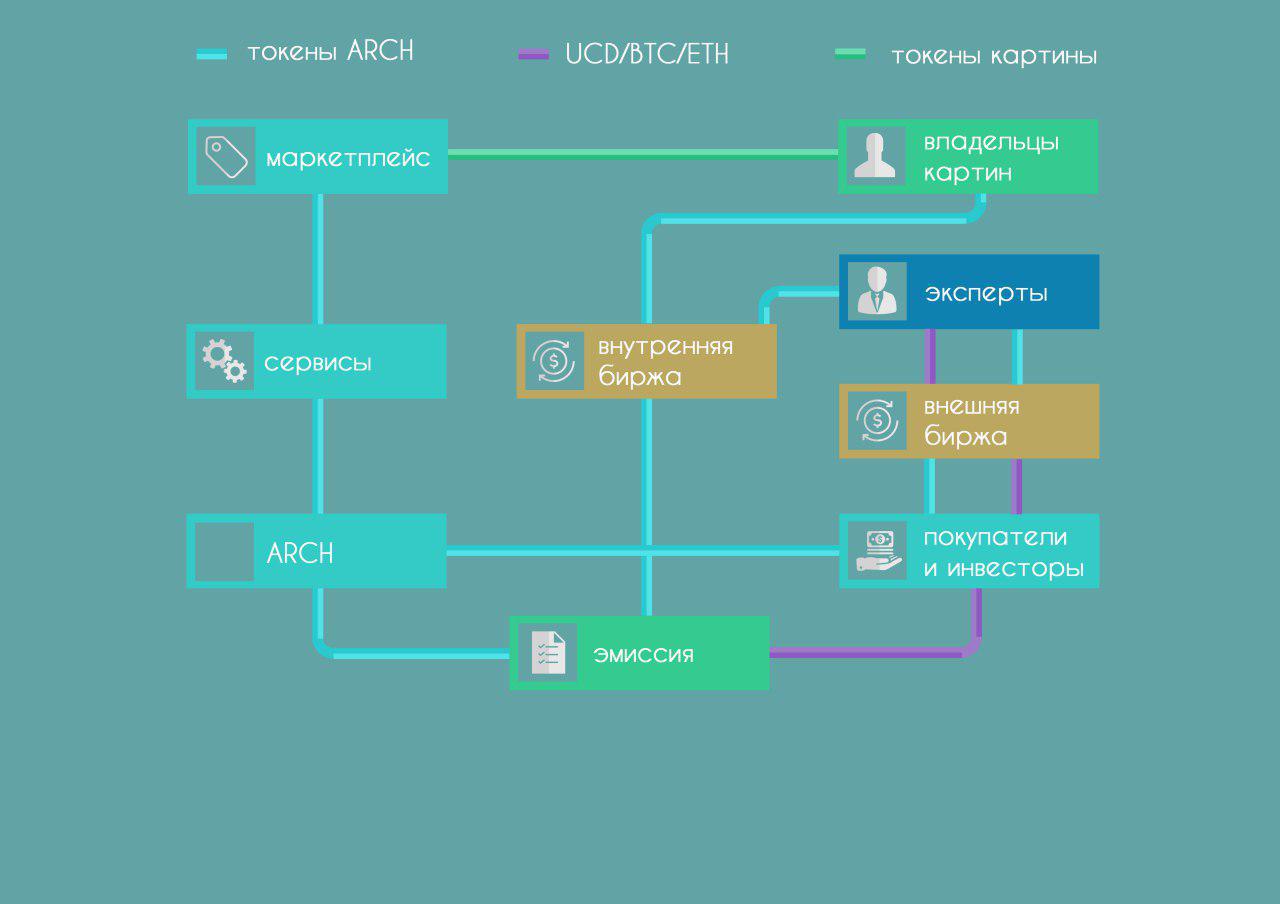 токены ARCH
UCD/BTC/ETH
токены картины
маркетплейс
владельцы
картин
эксперты
сервисы
внутренняя
биржа
внешняя
биржа
ARCH
покупатели
и инвесторы
эмиссия